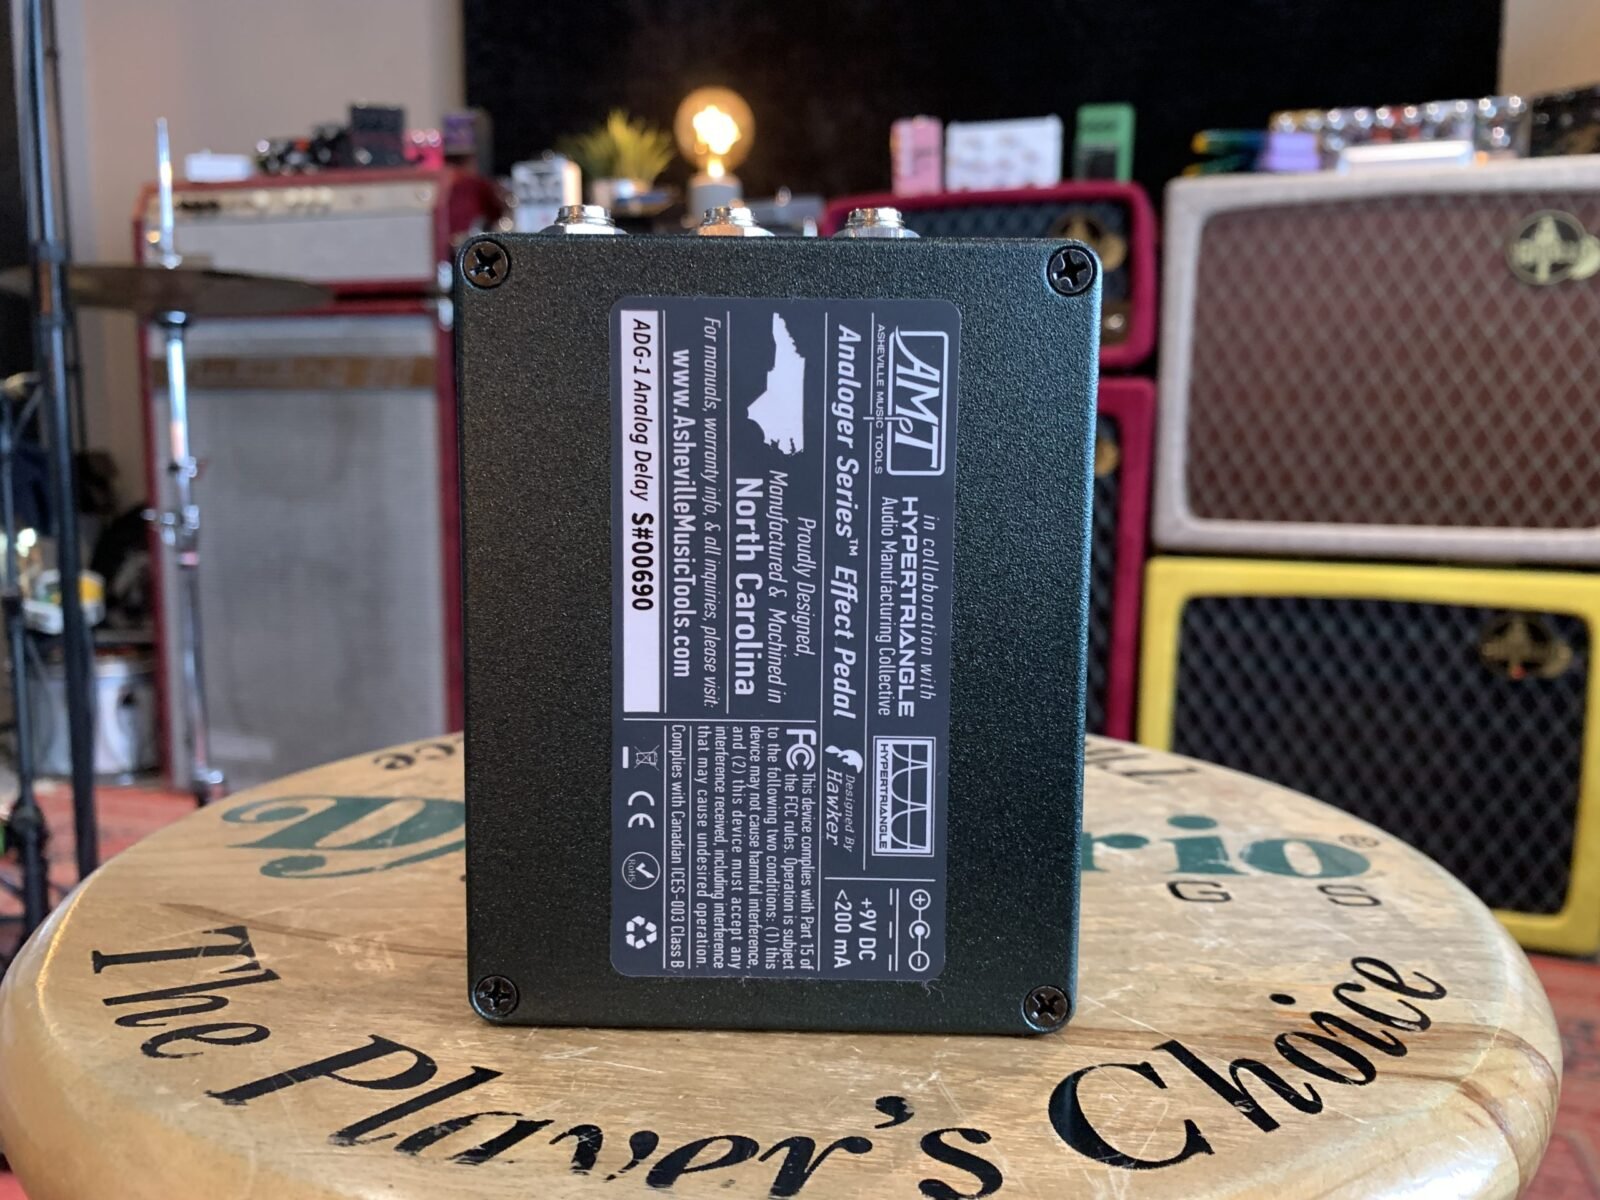 AMT
ASHEVILLE MUSIC TOOLS
in collaboration with
HYPERTRIANGLE
Audio Manufacturing Collective
HYPERTRIANGLE
Analoger Series™ Effect Pedal
Designed By
Hawker
+9V DC
<200 mA
Proudly Designed,
Manufactured & Machined in
North Carolina
For manuals, warranty info, & all inquiries, please visit:
www.AshevilleMusicTools.com
ADG-1 Analog Delay S#00690
FC This device complies with Part 15 of
the FCC rules. Operation is subject
to the following two conditions: (1) this
device may not cause harmful interference,
and (2) this device must accept any
interference received, including interference
that may cause undesired operation.
Complies with Canadian ICES-003 Class B
CE
RoHS
The Player's Choice